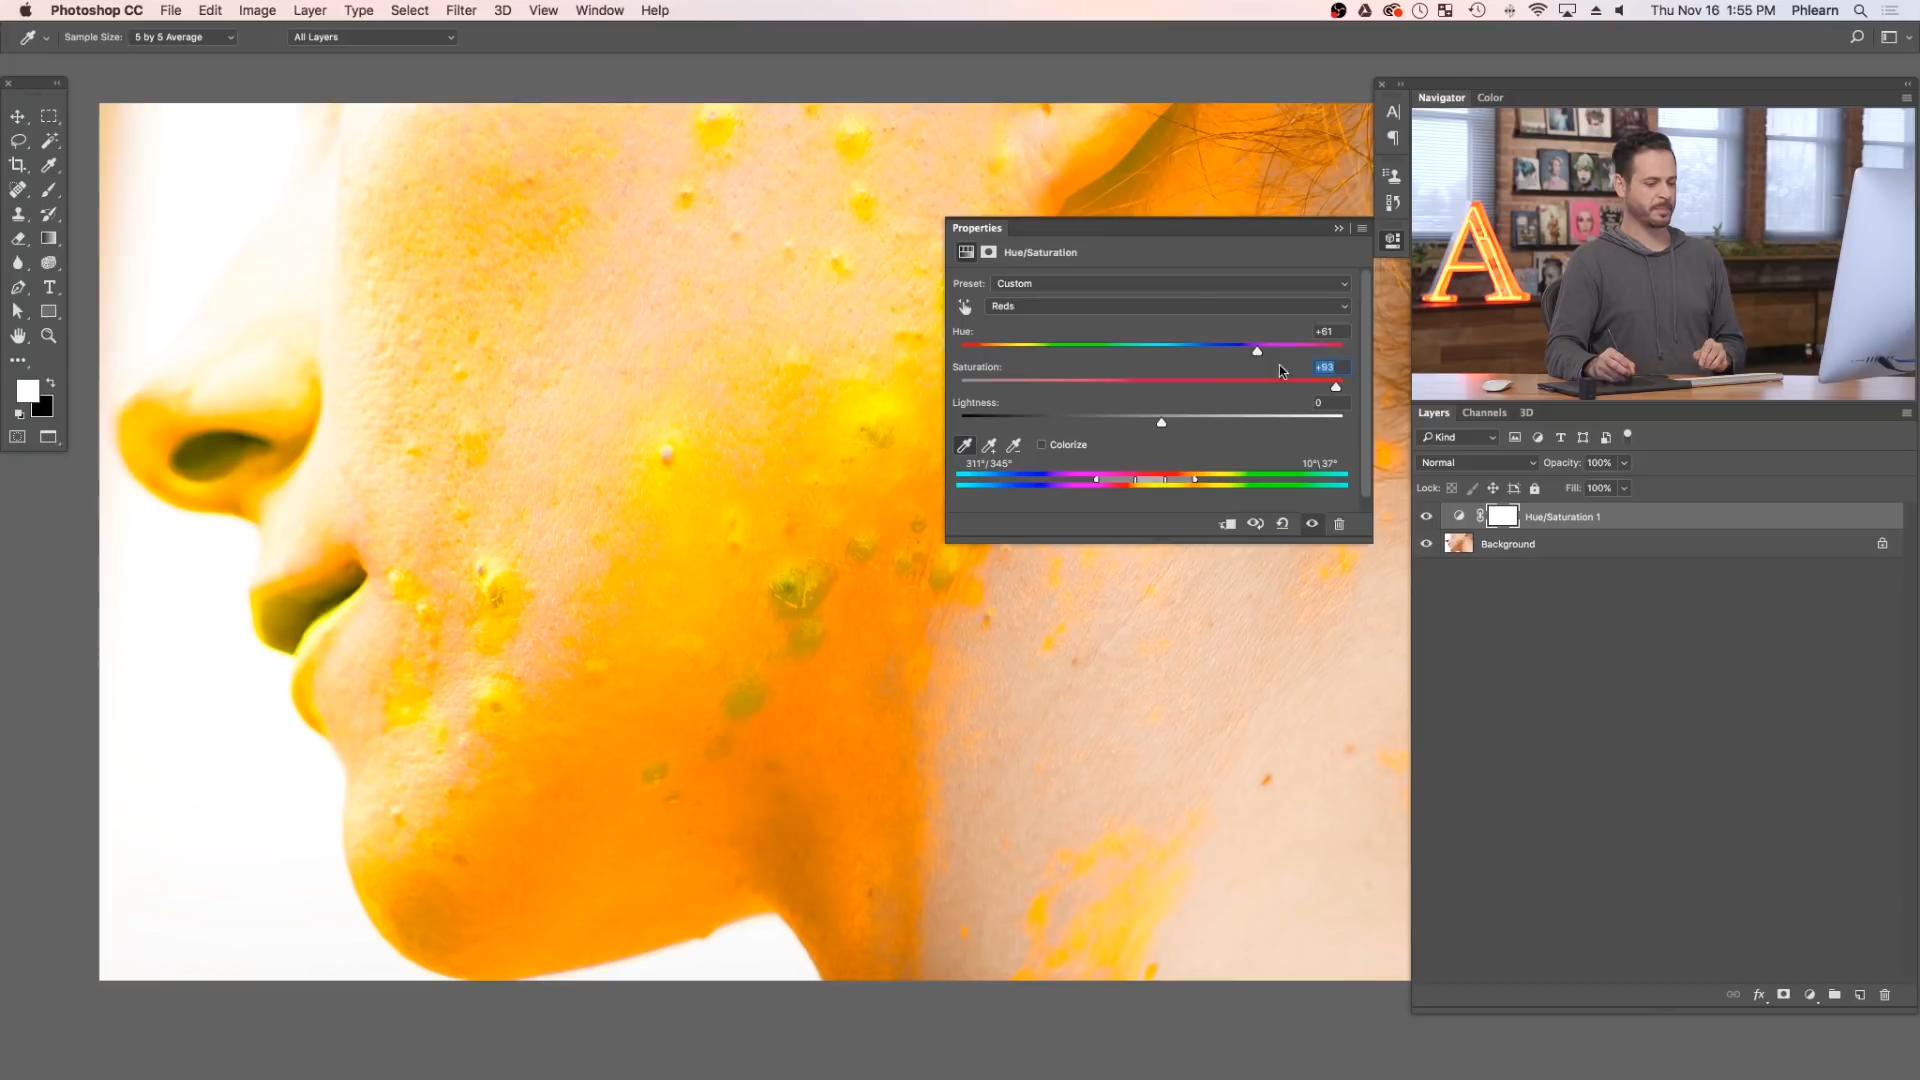 Photoshop CC File Edit Image Layer Type Select Filter 3D View Window Help Thu Nov 16 1:55 PM Phlearn
Sample Size: 5 by 5 Average All Layers
Navigator Color
Properties
Hue/Saturation
Preset: Custom
Reds
Hue: +61
Saturation: +93
Lightness: 0
Colorize
311°/345° 10°\37°
A
Layers Channels 3D
Kind
Normal Opacity: 100%
Lock: Fill: 100%
Hue/Saturation 1
Background